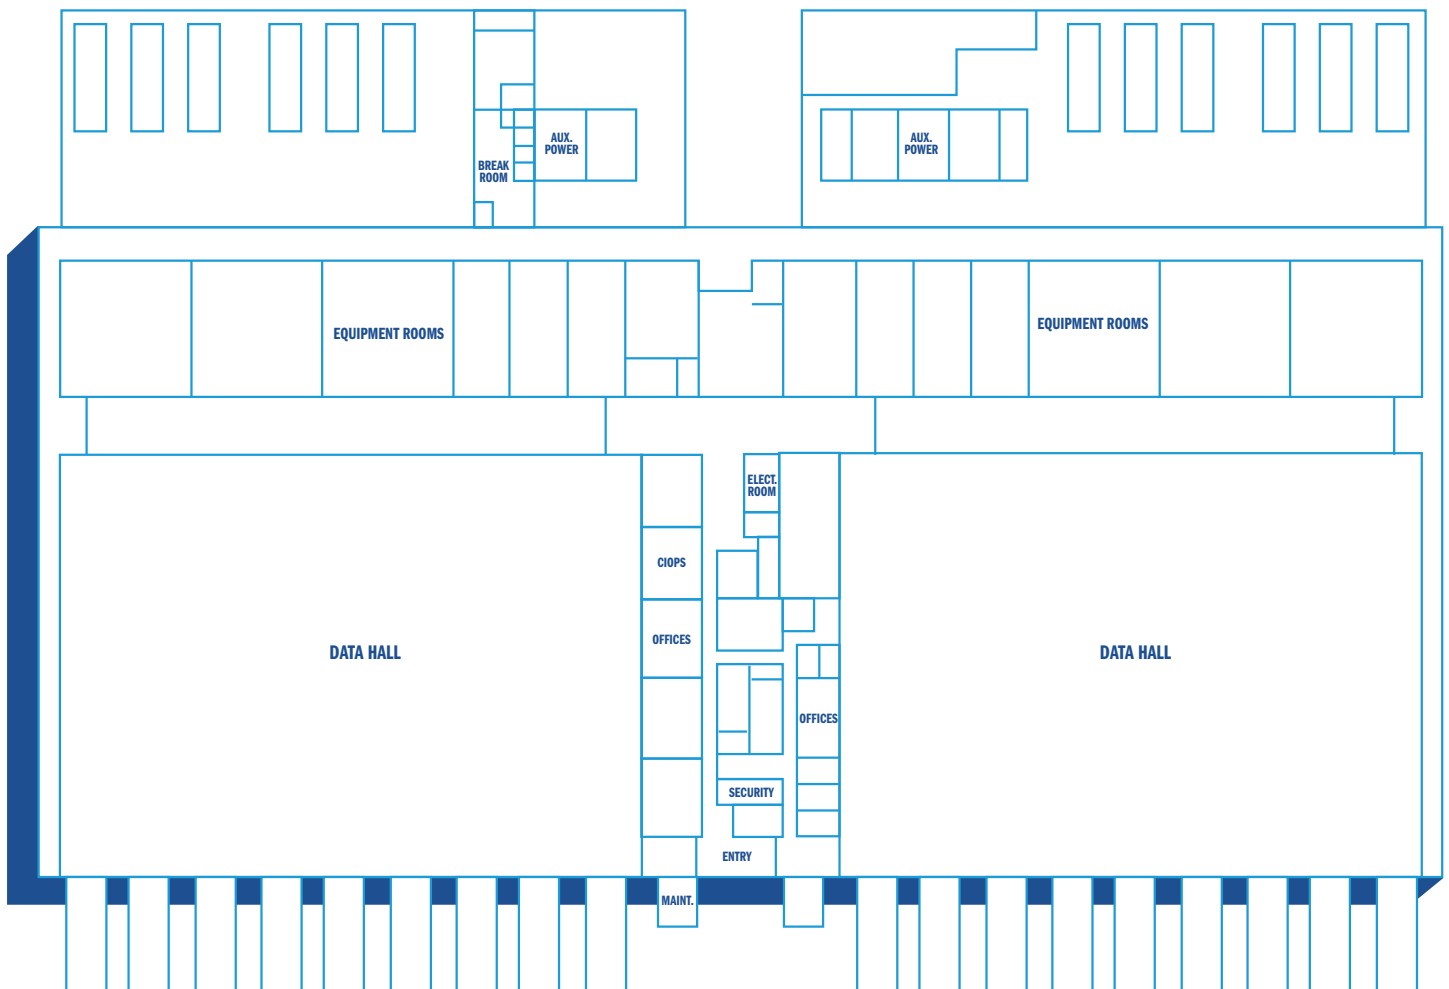 AUX.
POWER
BREAK
ROOM
AUX.
POWER
EQUIPMENT ROOMS
EQUIPMENT ROOMS
ELECT.
ROOM
CIOPS
OFFICES
DATA HALL
DATA HALL
OFFICES
SECURITY
ENTRY
MAINT.